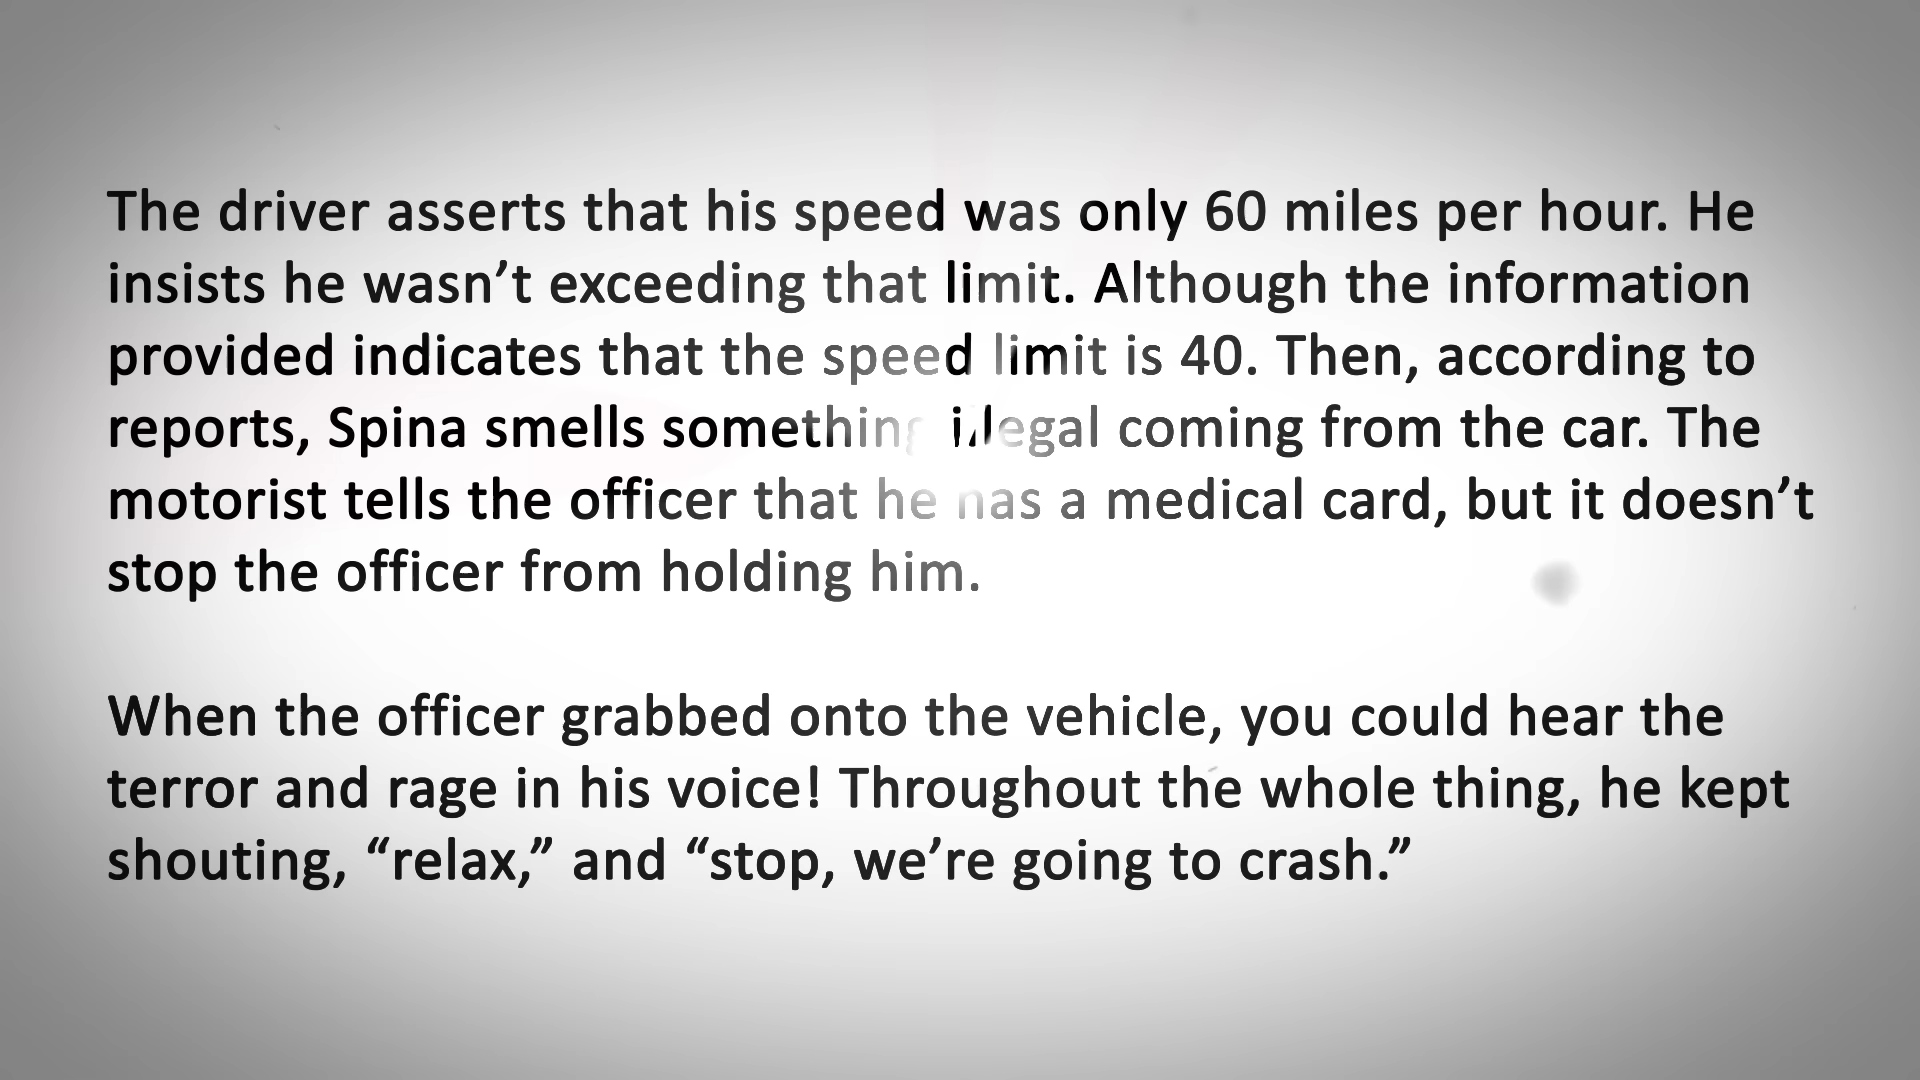 The driver asserts that his speed was only 60 miles per hour. He
insists he wasn’t exceeding that limit. Although the information
provided indicates that the speed limit is 40. Then, according to
reports, Spina smells something illegal coming from the car. The
motorist tells the officer that he has a medical card, but it doesn’t
stop the officer from holding him.
When the officer grabbed onto the vehicle, you could hear the
terror and rage in his voice! Throughout the whole thing, he kept
shouting, “relax,” and “stop, we’re going to crash.”